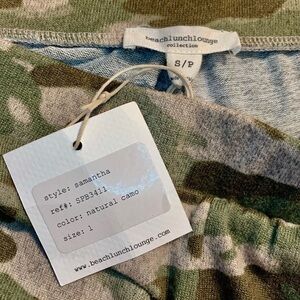 beachlunchlounge
collection
S/P
style: samantha
ref#: SPB3411
color: natural camo
size: 1
www.beachlunchlounge.com